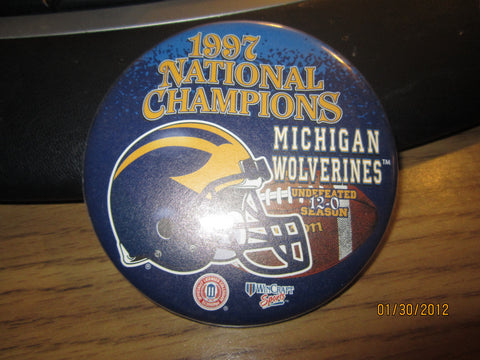 1997
NATIONAL
CHAMPIONS
MICHIGAN
WOLVERINES™
UNDEFEATED
12-0
SEASON
®
®
WINCRAFT
Sports
01/30/2012